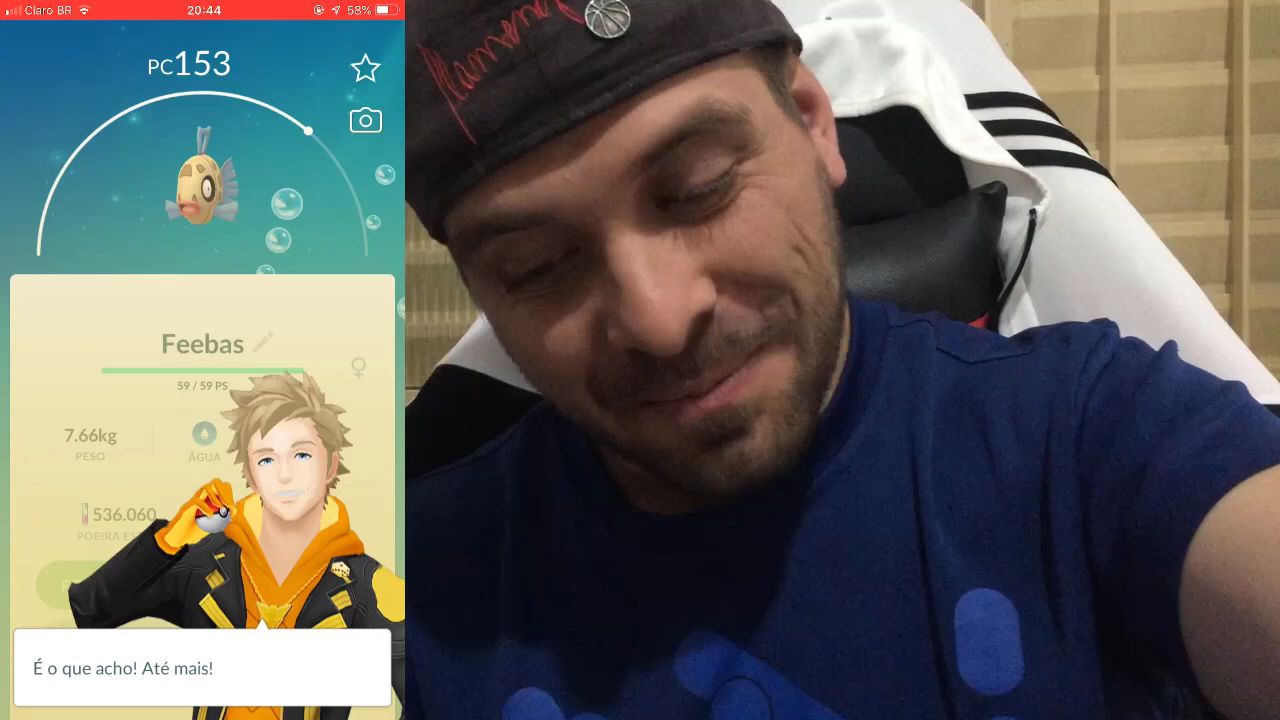 Claro BR
20:44
58%
PC153
Feebas
59 / 59 PS
7.66kg
PESO
ÁGUA
536.060
POEIRA ES
É o que acho! Até mais!